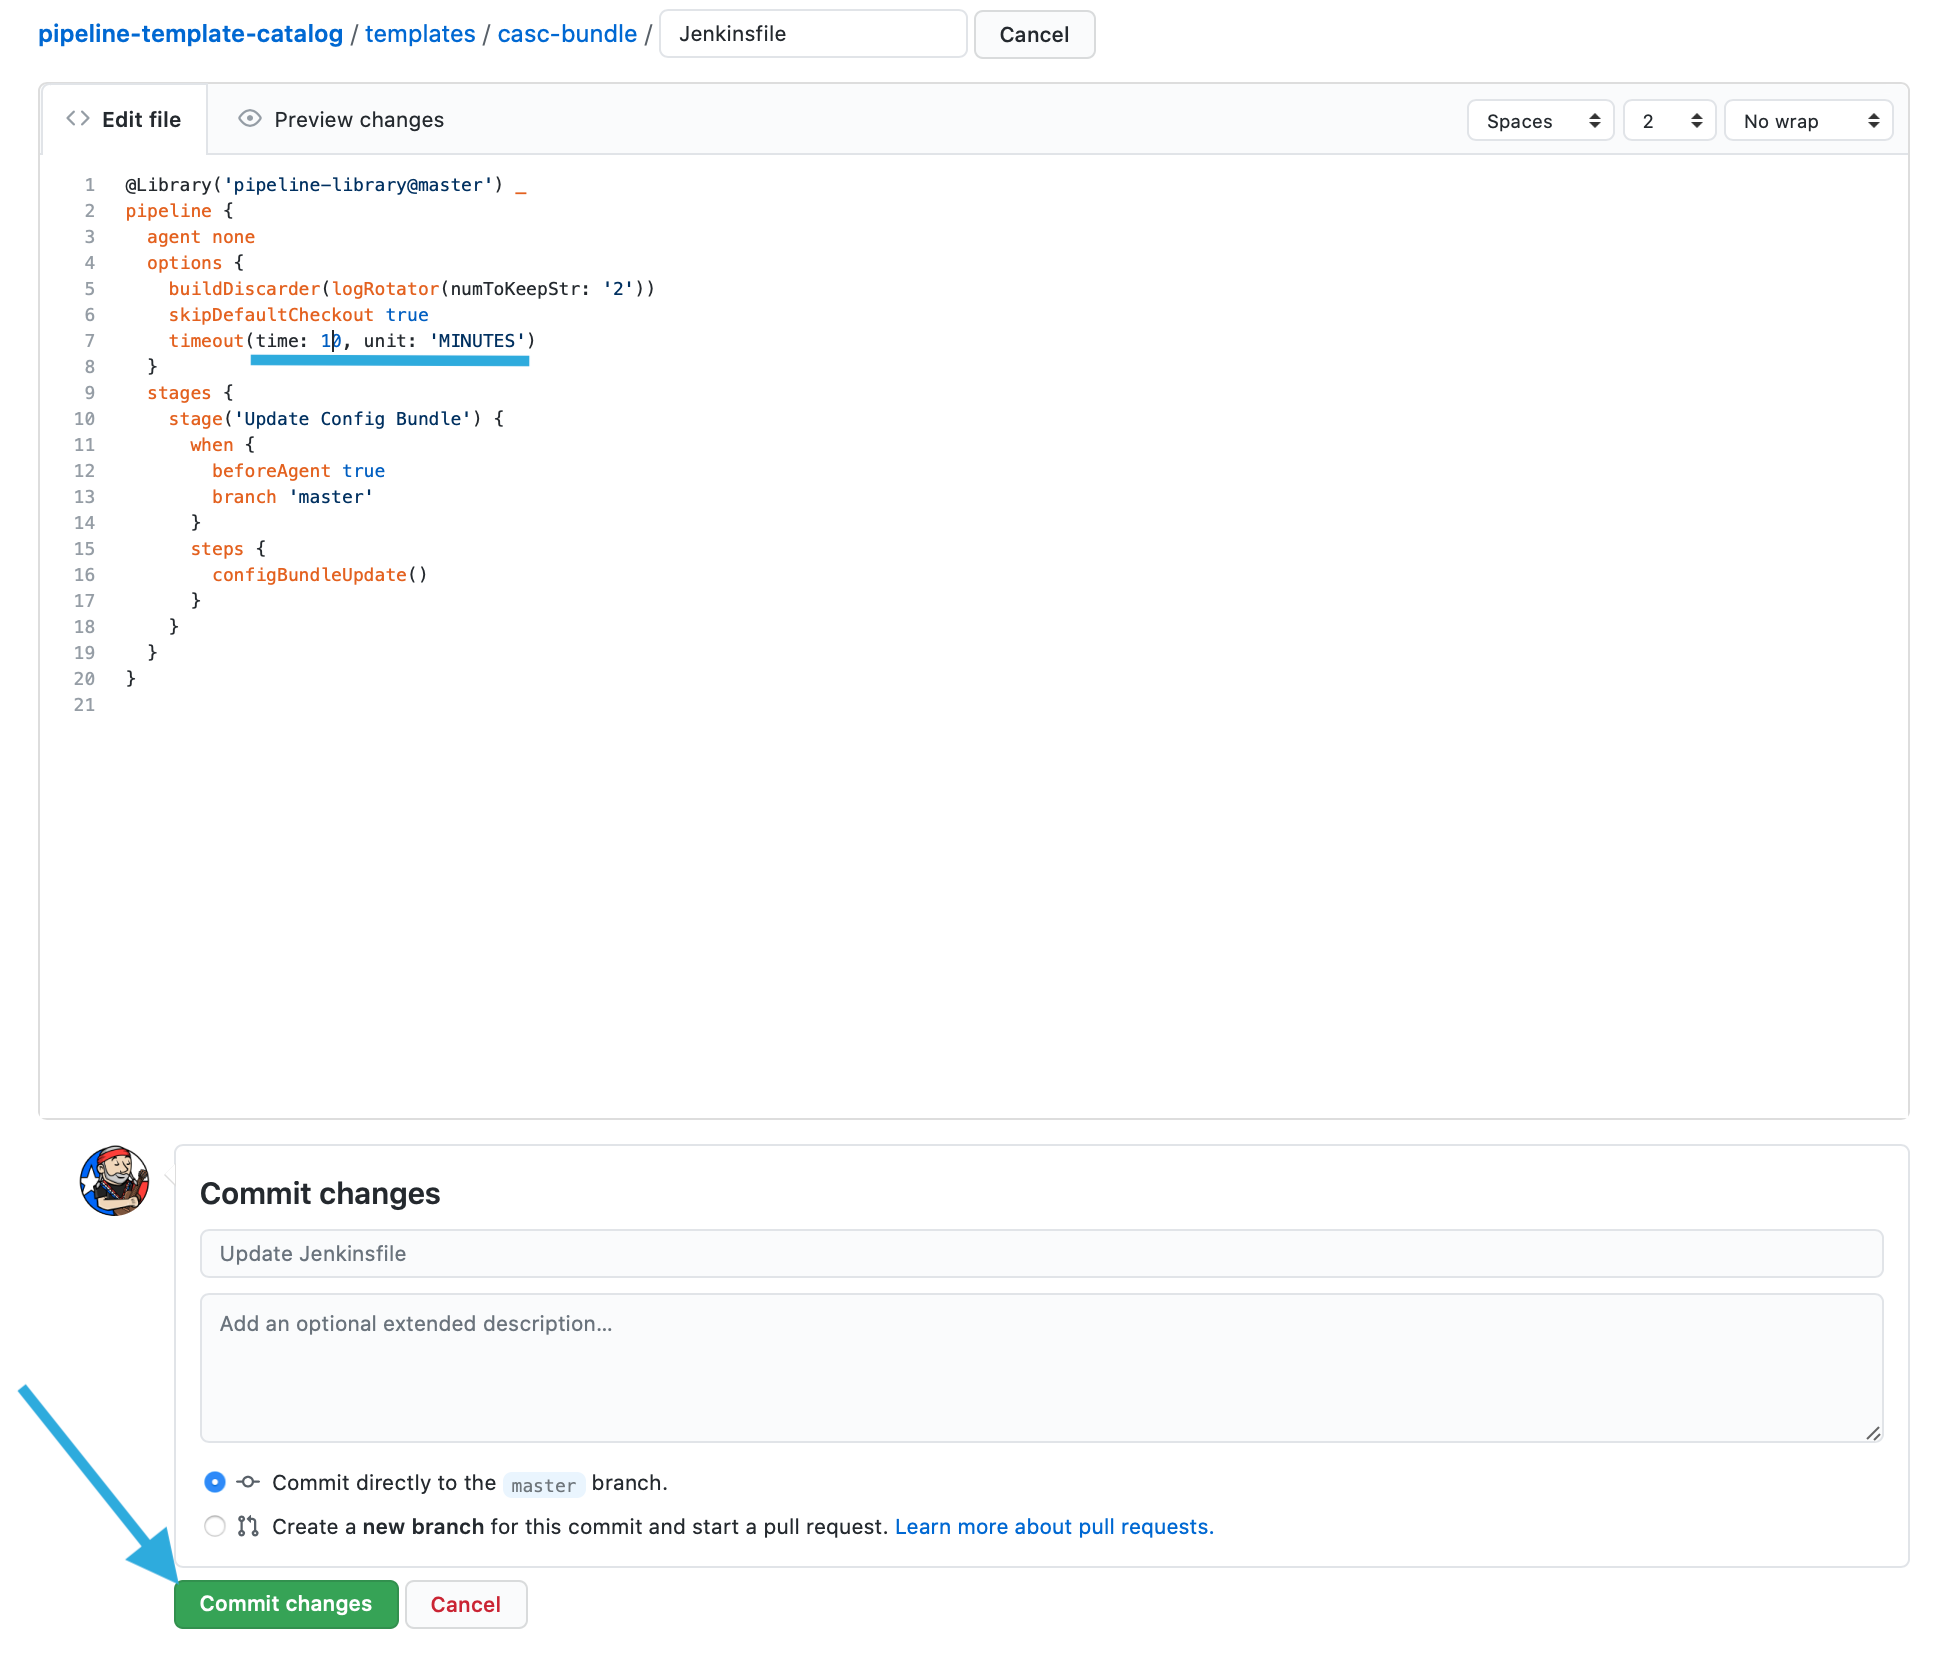 pipeline-template-catalog / templates / casc-bundle / Jenkinsfile Cancel
Edit file Preview changes Spaces 2 No wrap
1 @Library('pipeline-library@master') _
2 pipeline {
3   agent none
4   options {
5     buildDiscarder(logRotator(numToKeepStr: '2'))
6     skipDefaultCheckout true
7     timeout(time: 10, unit: 'MINUTES')
8   }
9   stages {
10     stage('Update Config Bundle') {
11       when {
12         beforeAgent true
13         branch 'master'
14       }
15       steps {
16         configBundleUpdate()
17       }
18     }
19   }
20 }
21
Commit changes
Update Jenkinsfile
Add an optional extended description...
Commit directly to the master branch.
Create a new branch for this commit and start a pull request. Learn more about pull requests.
Commit changes Cancel